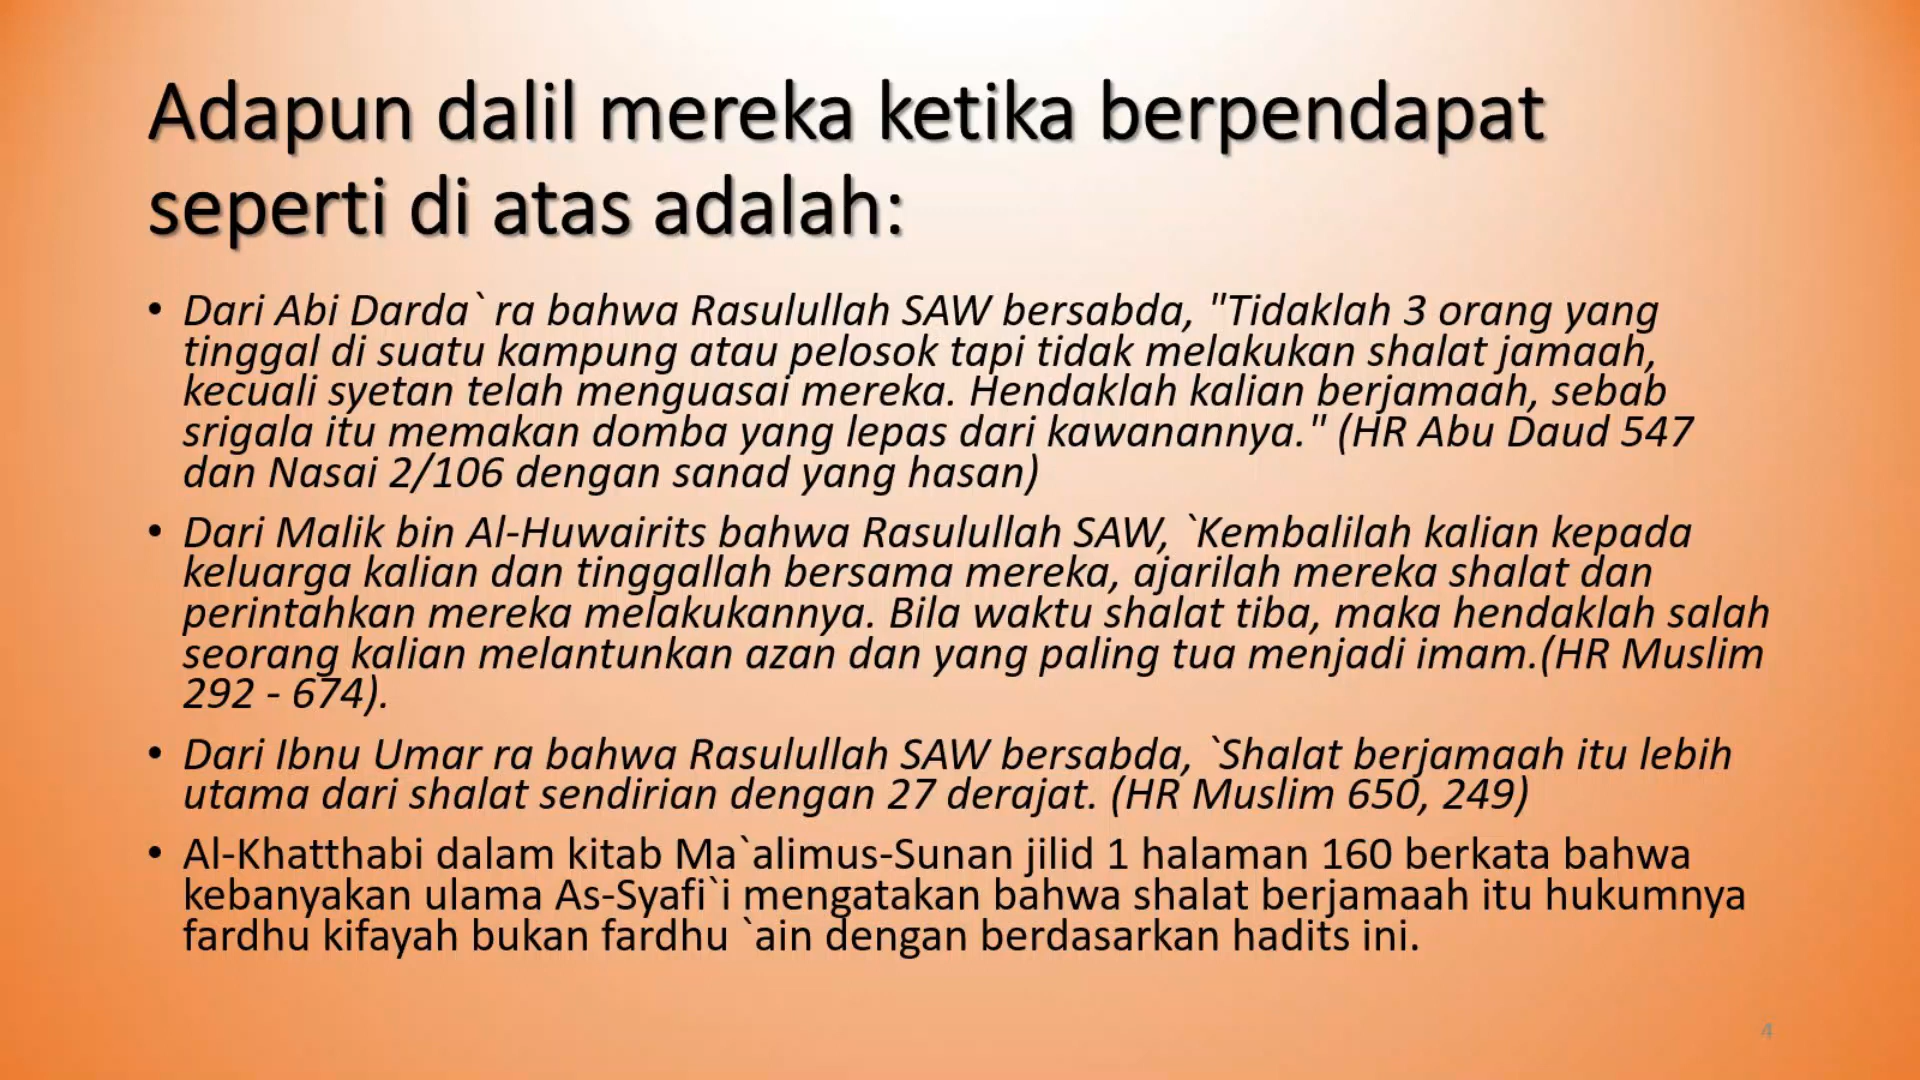 Adapun dalil mereka ketika berpendapat
seperti di atas adalah:
• Dari Abi Darda` ra bahwa Rasulullah SAW bersabda, "Tidaklah 3 orang yang
tinggal di suatu kampung atau pelosok tapi tidak melakukan shalat jamaah,
kecuali syetan telah menguasai mereka. Hendaklah kalian berjamaah, sebab
srigala itu memakan domba yang lepas dari kawanannya." (HR Abu Daud 547
dan Nasai 2/106 dengan sanad yang hasan)
• Dari Malik bin Al-Huwairits bahwa Rasulullah SAW, `Kembalilah kalian kepada
keluarga kalian dan tinggallah bersama mereka, ajarilah mereka shalat dan
perintahkan mereka melakukannya. Bila waktu shalat tiba, maka hendaklah salah
seorang kalian melantunkan azan dan yang paling tua menjadi imam.(HR Muslim
292 - 674).
• Dari Ibnu Umar ra bahwa Rasulullah SAW bersabda, `Shalat berjamaah itu lebih
utama dari shalat sendirian dengan 27 derajat. (HR Muslim 650, 249)
• Al-Khatthabi dalam kitab Ma`alimus-Sunan jilid 1 halaman 160 berkata bahwa
kebanyakan ulama As-Syafi`i mengatakan bahwa shalat berjamaah itu hukumnya
fardhu kifayah bukan fardhu `ain dengan berdasarkan hadits ini.
4